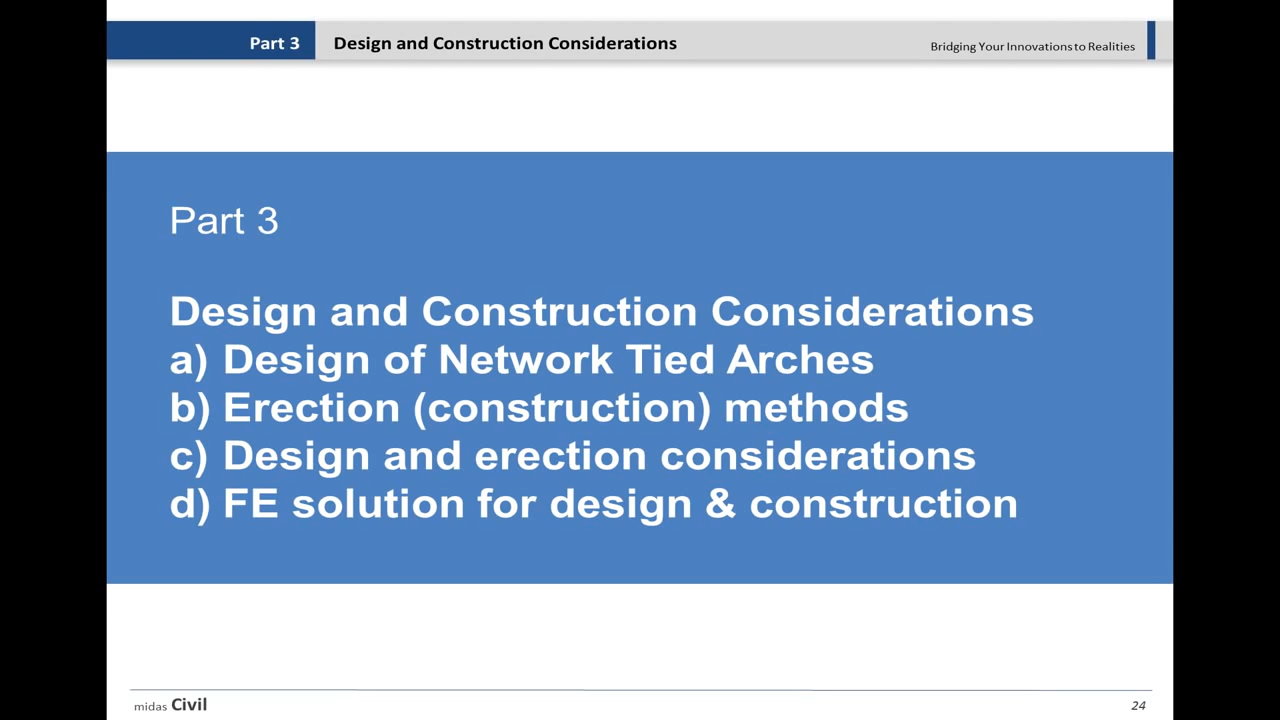 Part 3 Design and Construction Considerations Bridging Your Innovations to Realities
Part 3
Design and Construction Considerations
a) Design of Network Tied Arches
b) Erection (construction) methods
c) Design and erection considerations
d) FE solution for design & construction
midas Civil 24